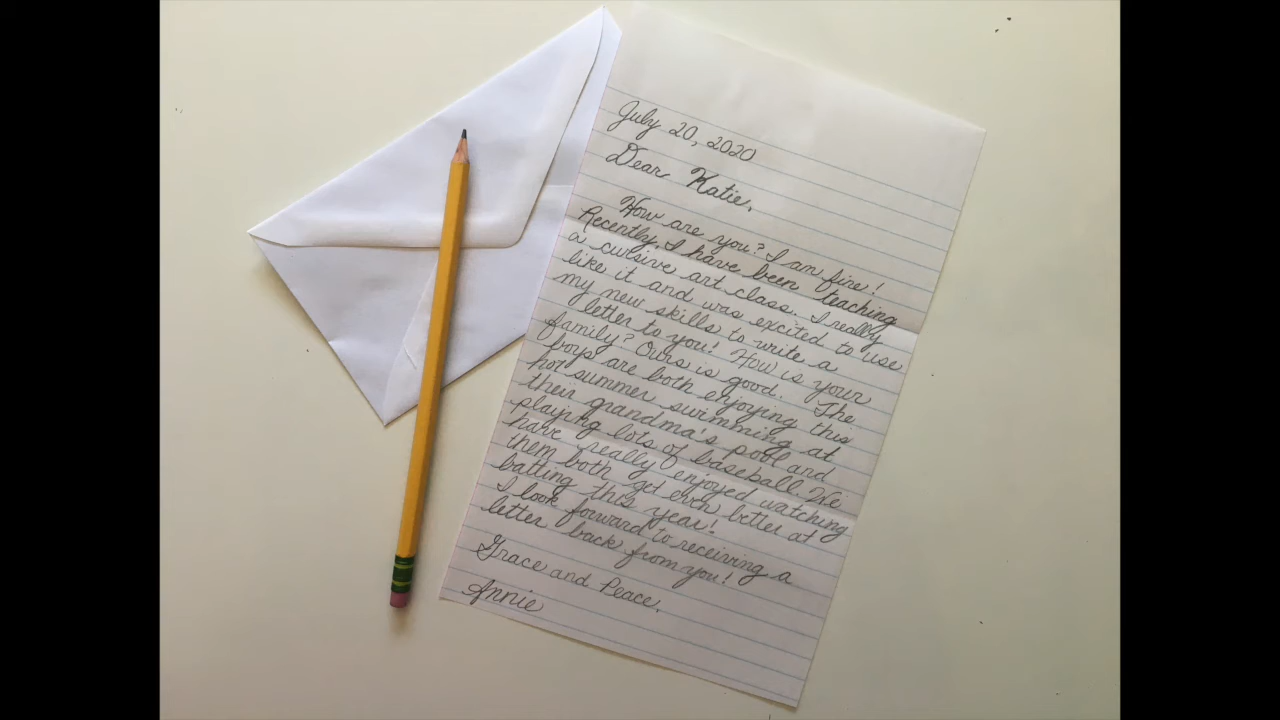 July 20, 2020
Dear Katie,
How are you? I am fine!
Recently, I have been teaching
a cursive art class. I really
like it and was excited to use
my new skills to write a
letter to you! How is your
family? Ours is good. The
boys are both enjoying this
hot summer swimming at
their grandma's pool and
playing lots of baseball. We
have really enjoyed watching
them both get even better at
batting this year!
I look forward to receiving a
letter back from you!
Grace and Peace,
Annie